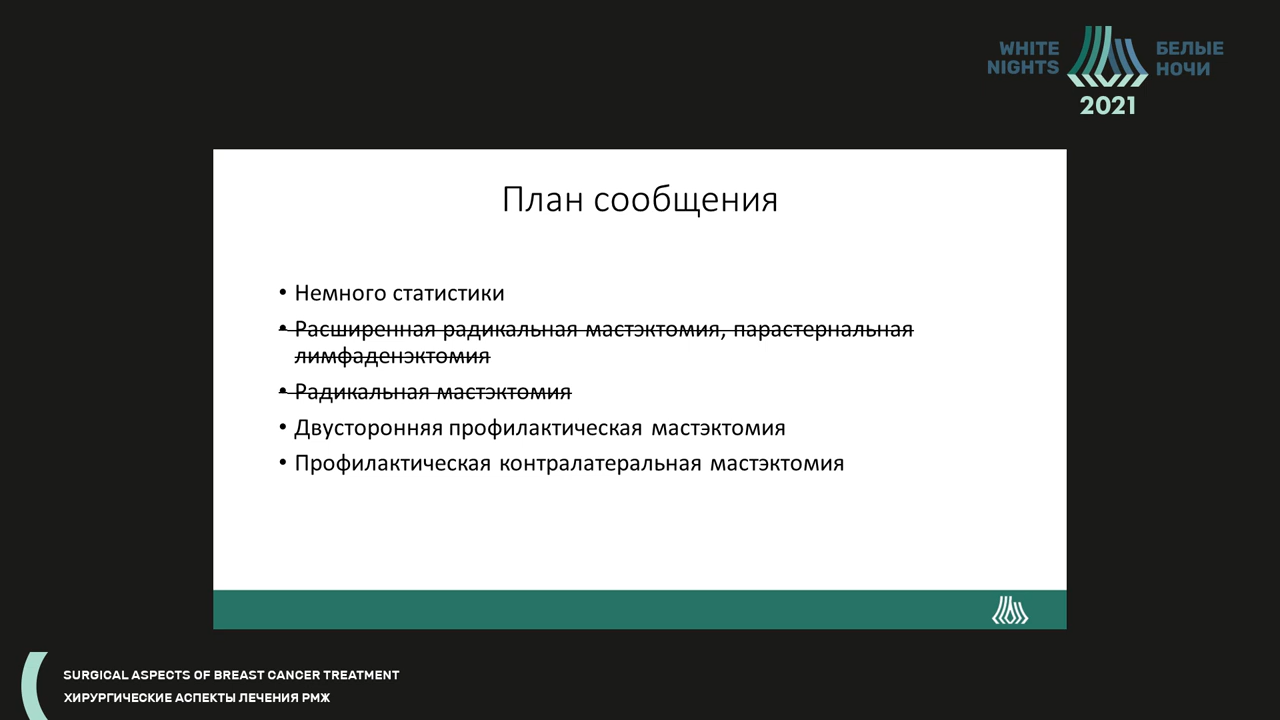 WHITE NIGHTS
БЕЛЫЕ НОЧИ
2021
План сообщения
• Немного статистики
• Расширенная радикальная мастэктомия, парастернальная
лимфаденэктомия
• Радикальная мастэктомия
• Двусторонняя профилактическая мастэктомия
• Профилактическая контралатеральная мастэктомия
SURGICAL ASPECTS OF BREAST CANCER TREATMENT
ХИРУРГИЧЕСКИЕ АСПЕКТЫ ЛЕЧЕНИЯ РМЖ